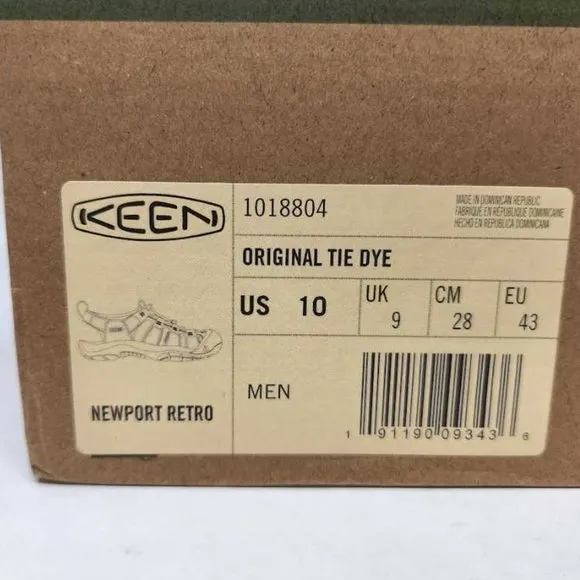 KEEN
1018804
MADE IN DOMINICAN REPUBLIC
FABRIQUÉ EN RÉPUBLIQUE DOMINICAINE
HECHO EN REPÚBLICA DOMINICANA
ORIGINAL TIE DYE
US 10
UK 9
CM 28
EU 43
MEN
NEWPORT RETRO
1 91190 09343 6